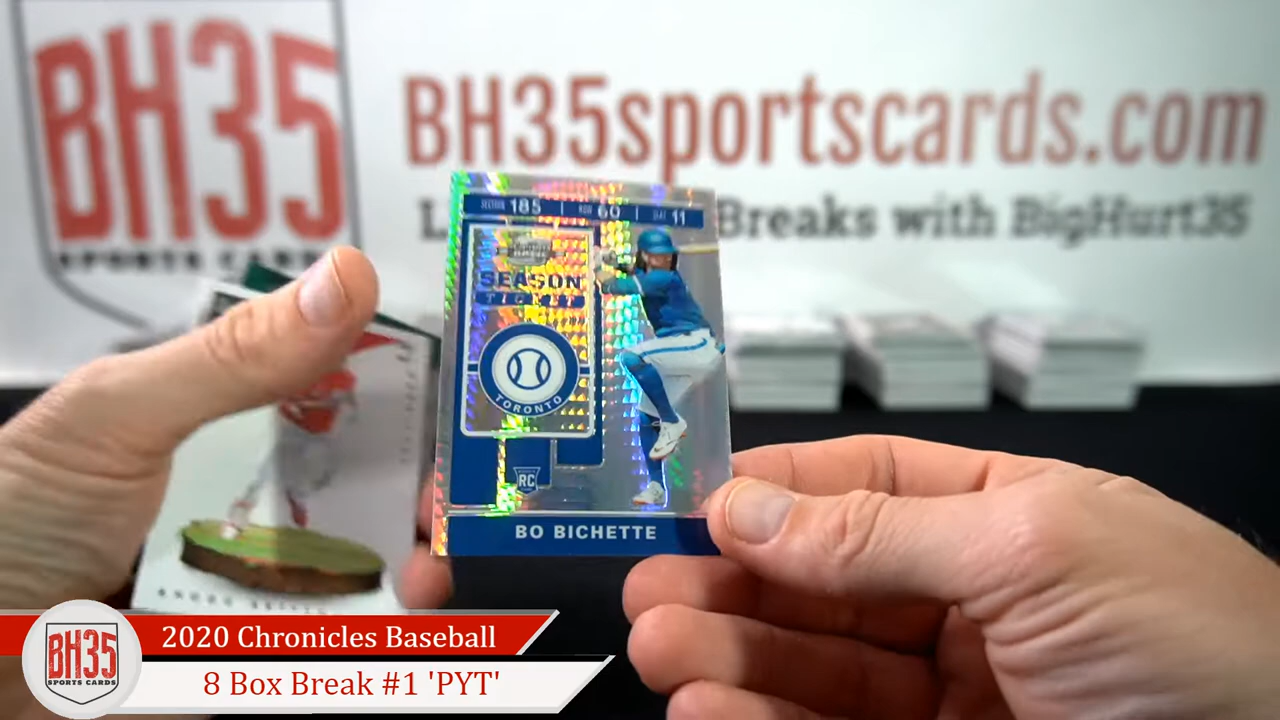 BH35
SPORTS CARDS
BH35sportscards.com
Breaks with BigHurt35
185
60
11
SEASON
TICKET
TORONTO
RC
BO BICHETTE
BH35
SPORTS CARDS
2020 Chronicles Baseball
8 Box Break #1 'PYT'